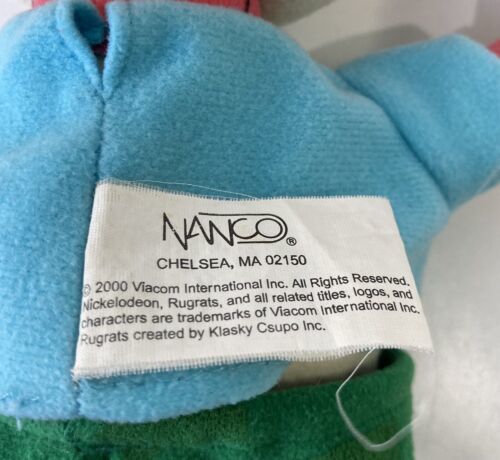 NANCO®
CHELSEA, MA 02150
© 2000 Viacom International Inc. All Rights Reserved.
Nickelodeon, Rugrats, and all related titles, logos, and
characters are trademarks of Viacom International Inc.
Rugrats created by Klasky Csupo Inc.